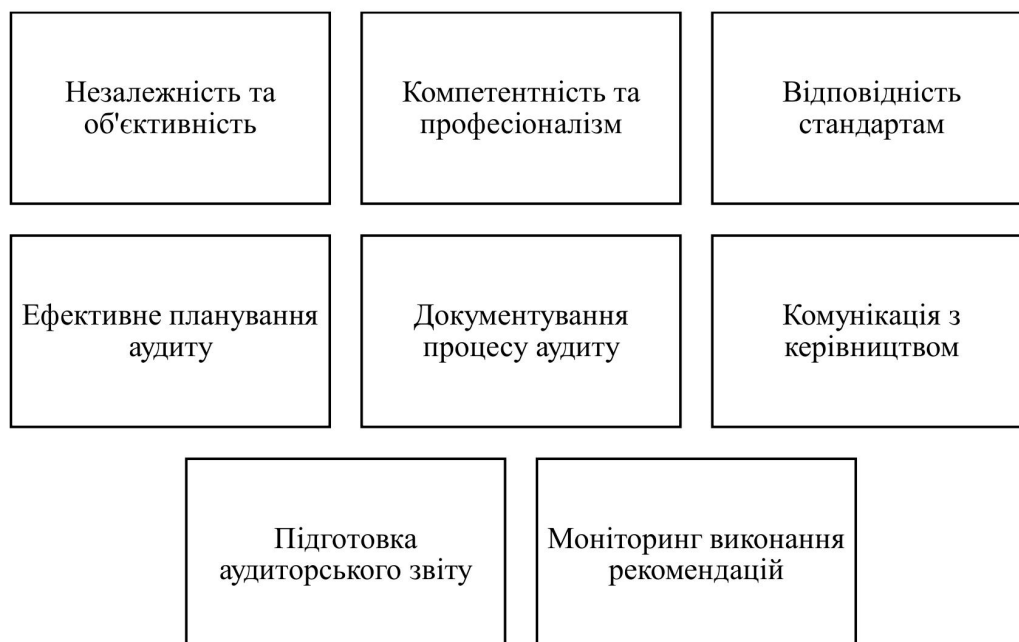 Незалежність та
об'єктивність
Компетентність та
професіоналізм
Відповідність
стандартам
Ефективне планування
аудиту
Документування
процесу аудиту
Комунікація з
керівництвом
Підготовка
аудиторського звіту
Моніторинг виконання
рекомендацій